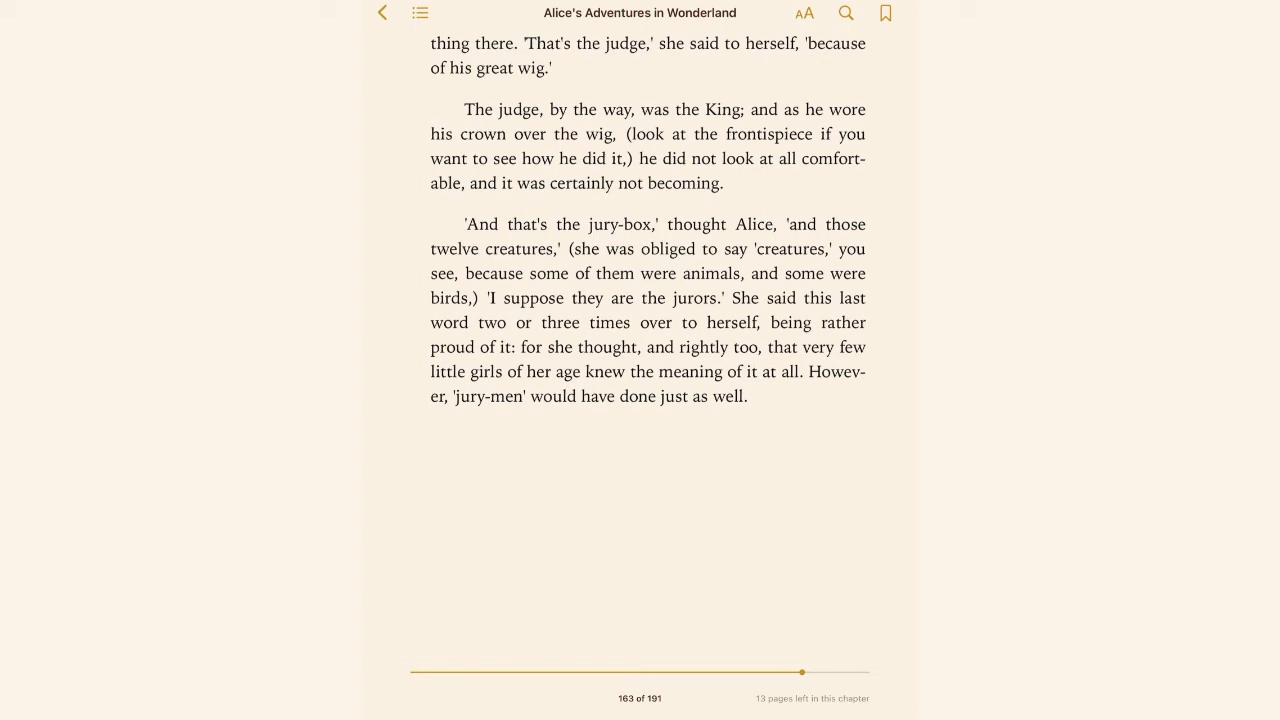 Alice's Adventures in Wonderland
AA
thing there. 'That's the judge,' she said to herself, 'because
of his great wig.'
The judge, by the way, was the King; and as he wore
his crown over the wig, (look at the frontispiece if you
want to see how he did it,) he did not look at all comfort-
able, and it was certainly not becoming.
'And that's the jury-box,' thought Alice, 'and those
twelve creatures,' (she was obliged to say 'creatures,' you
see, because some of them were animals, and some were
birds,) 'I suppose they are the jurors.' She said this last
word two or three times over to herself, being rather
proud of it: for she thought, and rightly too, that very few
little girls of her age knew the meaning of it at all. Howev-
er, 'jury-men' would have done just as well.
163 of 191
13 pages left in this chapter